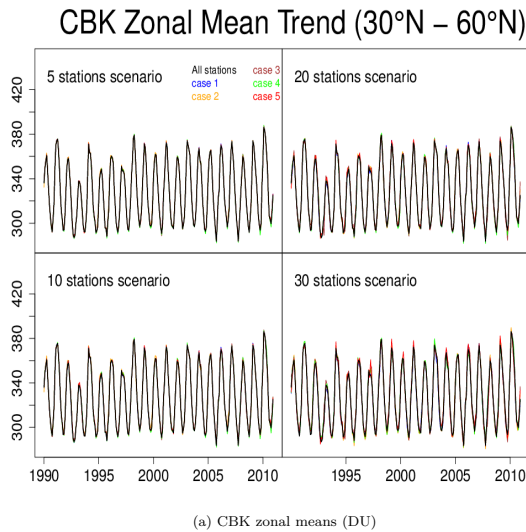 CBK Zonal Mean Trend (30°N – 60°N)
5 stations scenario
All stations
case 1
case 2
case 3
case 4
case 5
20 stations scenario
420
380
340
300
10 stations scenario
30 stations scenario
420
380
340
300
1990 1995 2000 2005 2010
1995 2000 2005 2010
(a) CBK zonal means (DU)